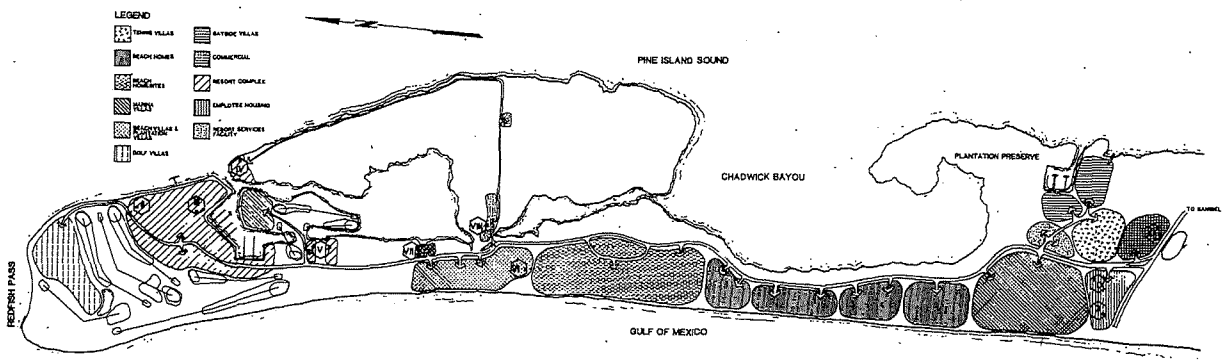 LEGEND
TENNIS VILLAS
BEACH HOMES
BEACH
HOMESITES
MARINA
VILLAS
BEACH VILLAS &
PLANTATION
VILLAS
GOLF VILLAS
BAYSIDE VILLAS
COMMERCIAL
RESORT COMPLEX
EMPLOYEE HOUSING
RESORT SERVICES
FACILITY
N
PINE ISLAND SOUND
PLANTATION PRESERVE
CHADWICK BAYOU
TO SANIBEL
REDFISH PASS
GULF OF MEXICO
V
VII